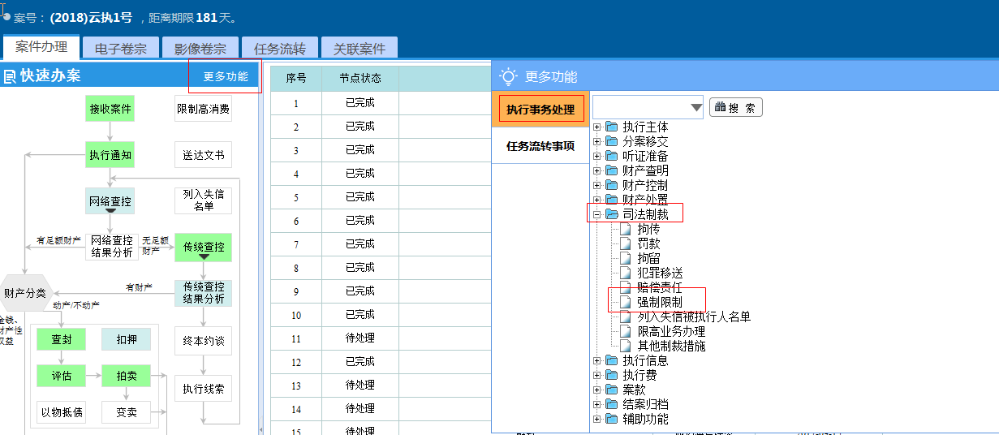 案号： (2018)云执1号 ，距离期限181天。
案件办理
电子卷宗
影像卷宗
任务流转
关联案件
快速办案
更多功能
接收案件
限制高消费
执行通知
送达文书
网络查控
列入失信
名单
有足额财产
网络查控
结果分析
无足额
财产
传统查控
财产分类
有财产
传统查控
结果分析
动产/不动产
金钱、
财产性
权益
查封
扣押
终本约谈
评估
拍卖
执行线索
以物抵债
变卖
序号
节点状态
1
已完成
2
已完成
3
已完成
4
已完成
5
已完成
6
已完成
7
已完成
8
已完成
9
已完成
10
已完成
11
待处理
12
已完成
13
待处理
14
待处理
15
待处理
更多功能
执行事务处理
任务流转事项
搜 索
执行主体
分案移交
听证准备
财产查明
财产控制
财产处置
司法制裁
拘传
罚款
拘留
犯罪移送
赔偿责任
强制限制
列入失信被执行人名单
限高业务办理
其他制裁措施
执行信息
执行费
案款
结案归档
辅助功能